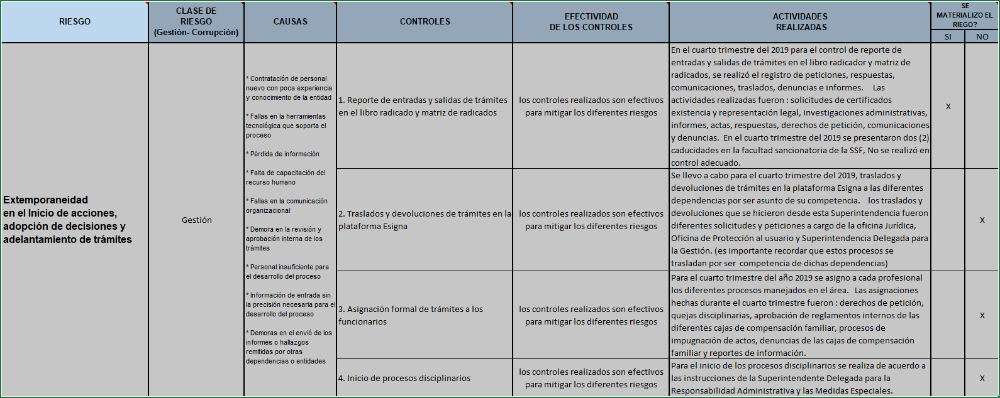 RIESGO
CLASE DE
RIESGO
(Gestión- Corrupción)
CAUSAS
CONTROLES
EFECTIVIDAD
DE LOS CONTROLES
ACTIVIDADES
REALIZADAS
SE
MATERIALIZO EL
RIEGO?
SI
NO
Extemporaneidad
en el Inicio de acciones,
adopción de decisiones y
adelantamiento de trámites
Gestión
* Contratación de personal
nuevo con poca experiencia
y conocimiento de la entidad
* Fallas en la herramientas
tecnológica que soporta el
proceso
* Pérdida de información
* Falta de capacitación del
recurso humano
* Fallas en la comunicación
organizacional
* Demora en la revisión y
aprobación interna de los
trámites
* Personal insuficiente para
el desarrollo del proceso
* Información de entrada sin
la precisión necesaria para el
desarrollo del proceso
* Demoras en el envió de los
informes o hallazgos
remitidas por otras
dependencias o entidades
1. Reporte de entradas y salidas de trámites
en el libro radicado y matriz de radicados
los controles realizados son efectivos
para mitigar los diferentes riesgos
En el cuarto trimestre del 2019 para el control de reporte de
entradas y salidas de trámites en el libro radicador y matriz de
radicados, se realizó el registro de peticiones, respuestas,
comunicaciones, traslados, denuncias e informes. Las
actividades realizadas fueron : solicitudes de certificados
existencia y representación legal, investigaciones administrativas,
informes, actas, respuestas, derechos de petición, comunicaciones
y denuncias. En el cuarto trimestre del 2019 se presentaron dos (2)
caducidades en la facultad sancionatoria de la SSF, No se realizó en
control adecuado.
X
2. Traslados y devoluciones de trámites en la
plataforma Esigna
los controles realizados son efectivos
para mitigar los diferentes riesgos
Se llevo a cabo para el cuarto trimestre del 2019, traslados y
devoluciones de trámites en la plataforma Esigna a las diferentes
dependencias por ser asunto de su competencia. los traslados y
devoluciones que se hicieron desde esta Superintendencia fueron
diferentes solicitudes y peticiones a cargo de la oficina Jurídica,
Oficina de Protección al usuario y Superintendencia Delegada para
la Gestión. (es importante recordar que estos procesos se
trasladan por ser competencia de dichas dependencias)
X
3. Asignación formal de trámites a los
funcionarios
los controles realizados son efectivos
para mitigar los diferentes riesgos
Para el cuarto trimestre del año 2019 se asigno a cada profesional
los diferentes procesos manejados en el área. Las asignaciones
hechas durante el cuarto trimestre fueron : derechos de petición,
quejas disciplinarias, aprobación de reglamentos internos de las
diferentes cajas de compensación familiar, procesos de
impugnación de actos, denuncias de las cajas de compensación
familiar y reportes de información.
X
4. Inicio de procesos disciplinarios
los controles realizados son efectivos
para mitigar los diferentes riesgos
Para el inicio de los procesos disciplinarios se realiza de acuerdo a
las instrucciones de la Superintendente Delegada para la
Responsabilidad Administrativa y las Medidas Especiales.
X